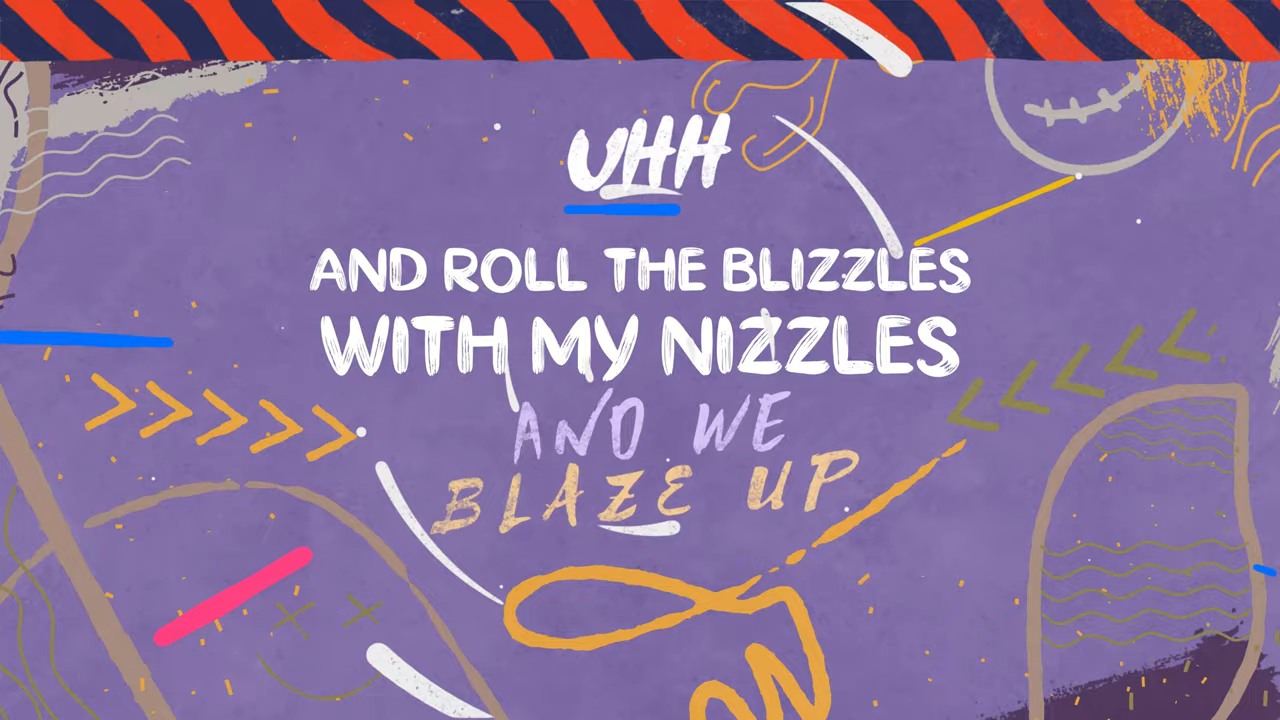 UHH
AND ROLL THE BLIZZLES
WITH MY NIZZLES
AND WE
BLAZE UP